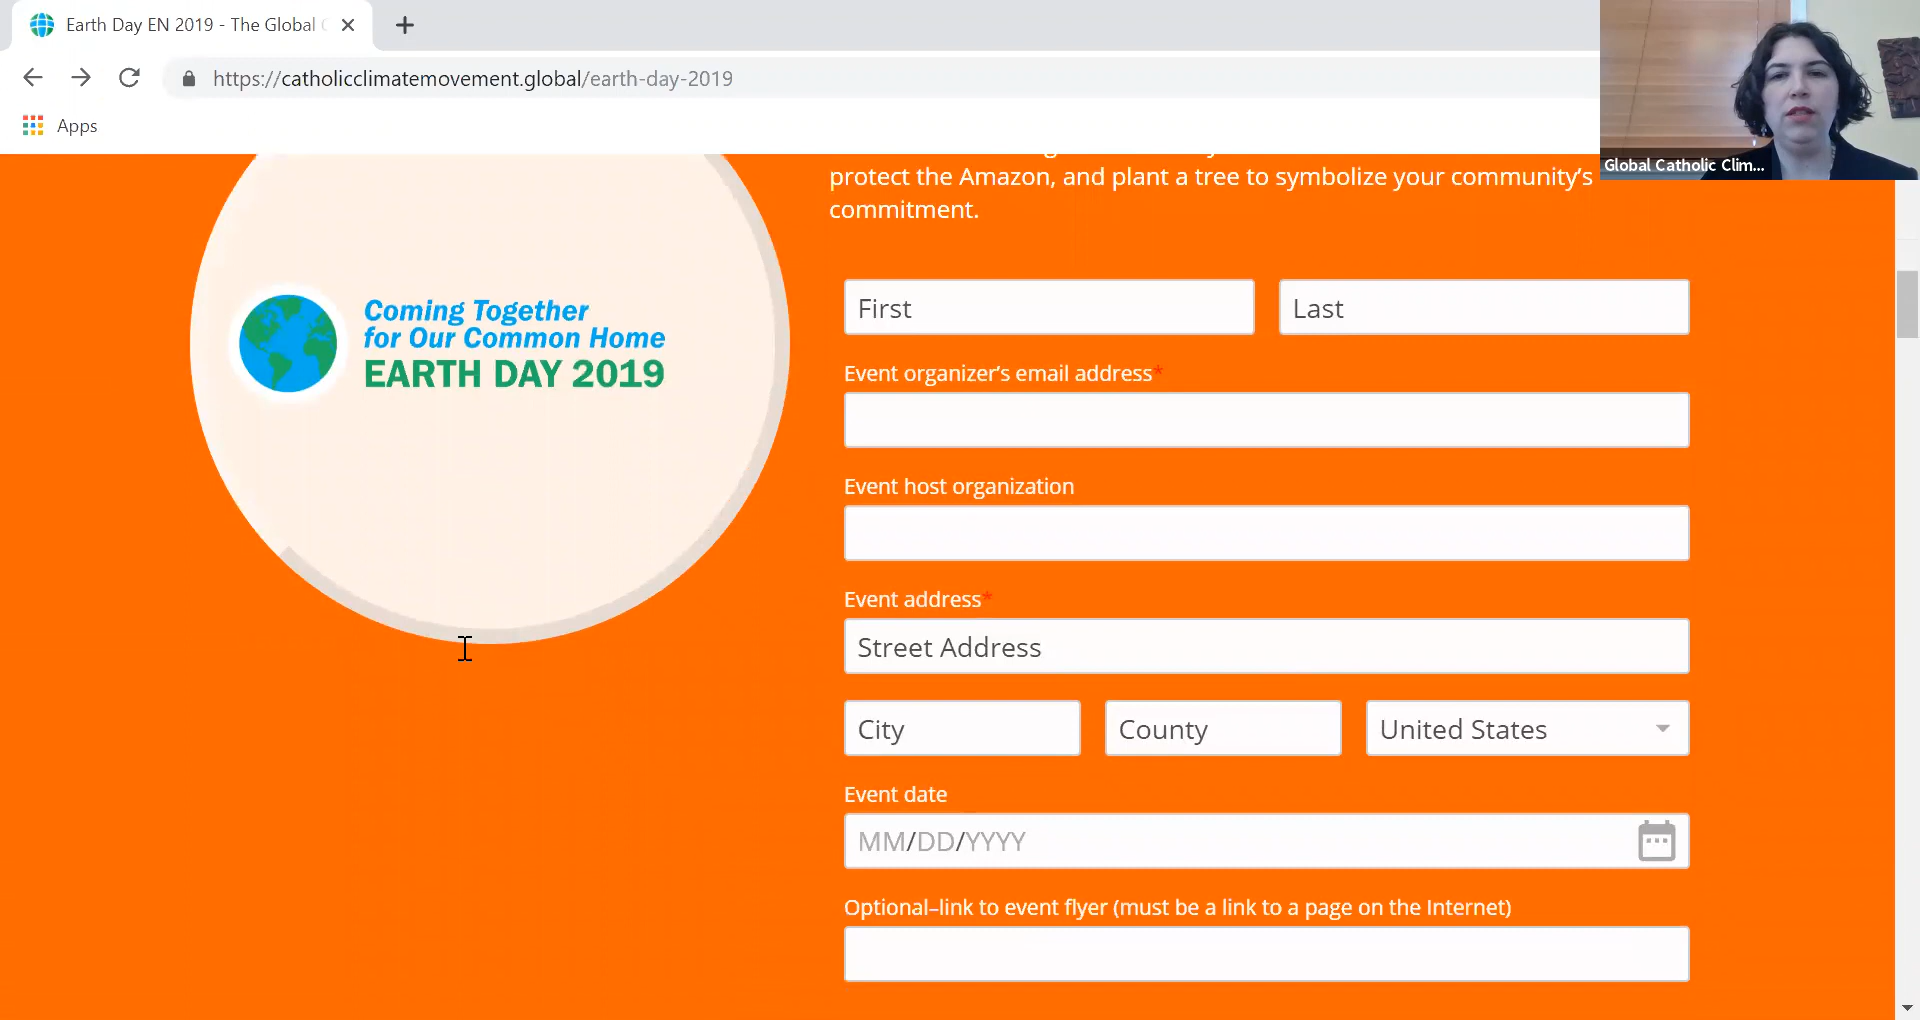 Earth Day EN 2019 - The Global
https://catholicclimatemovement.global/earth-day-2019
Apps
Global Catholic Clim...
protect the Amazon, and plant a tree to symbolize your community's
commitment.
Coming Together
for Our Common Home
EARTH DAY 2019
First
Last
Event organizer's email address*
Event host organization
Event address*
Street Address
City
County
United States
Event date
MM/DD/YYYY
Optional–link to event flyer (must be a link to a page on the Internet)